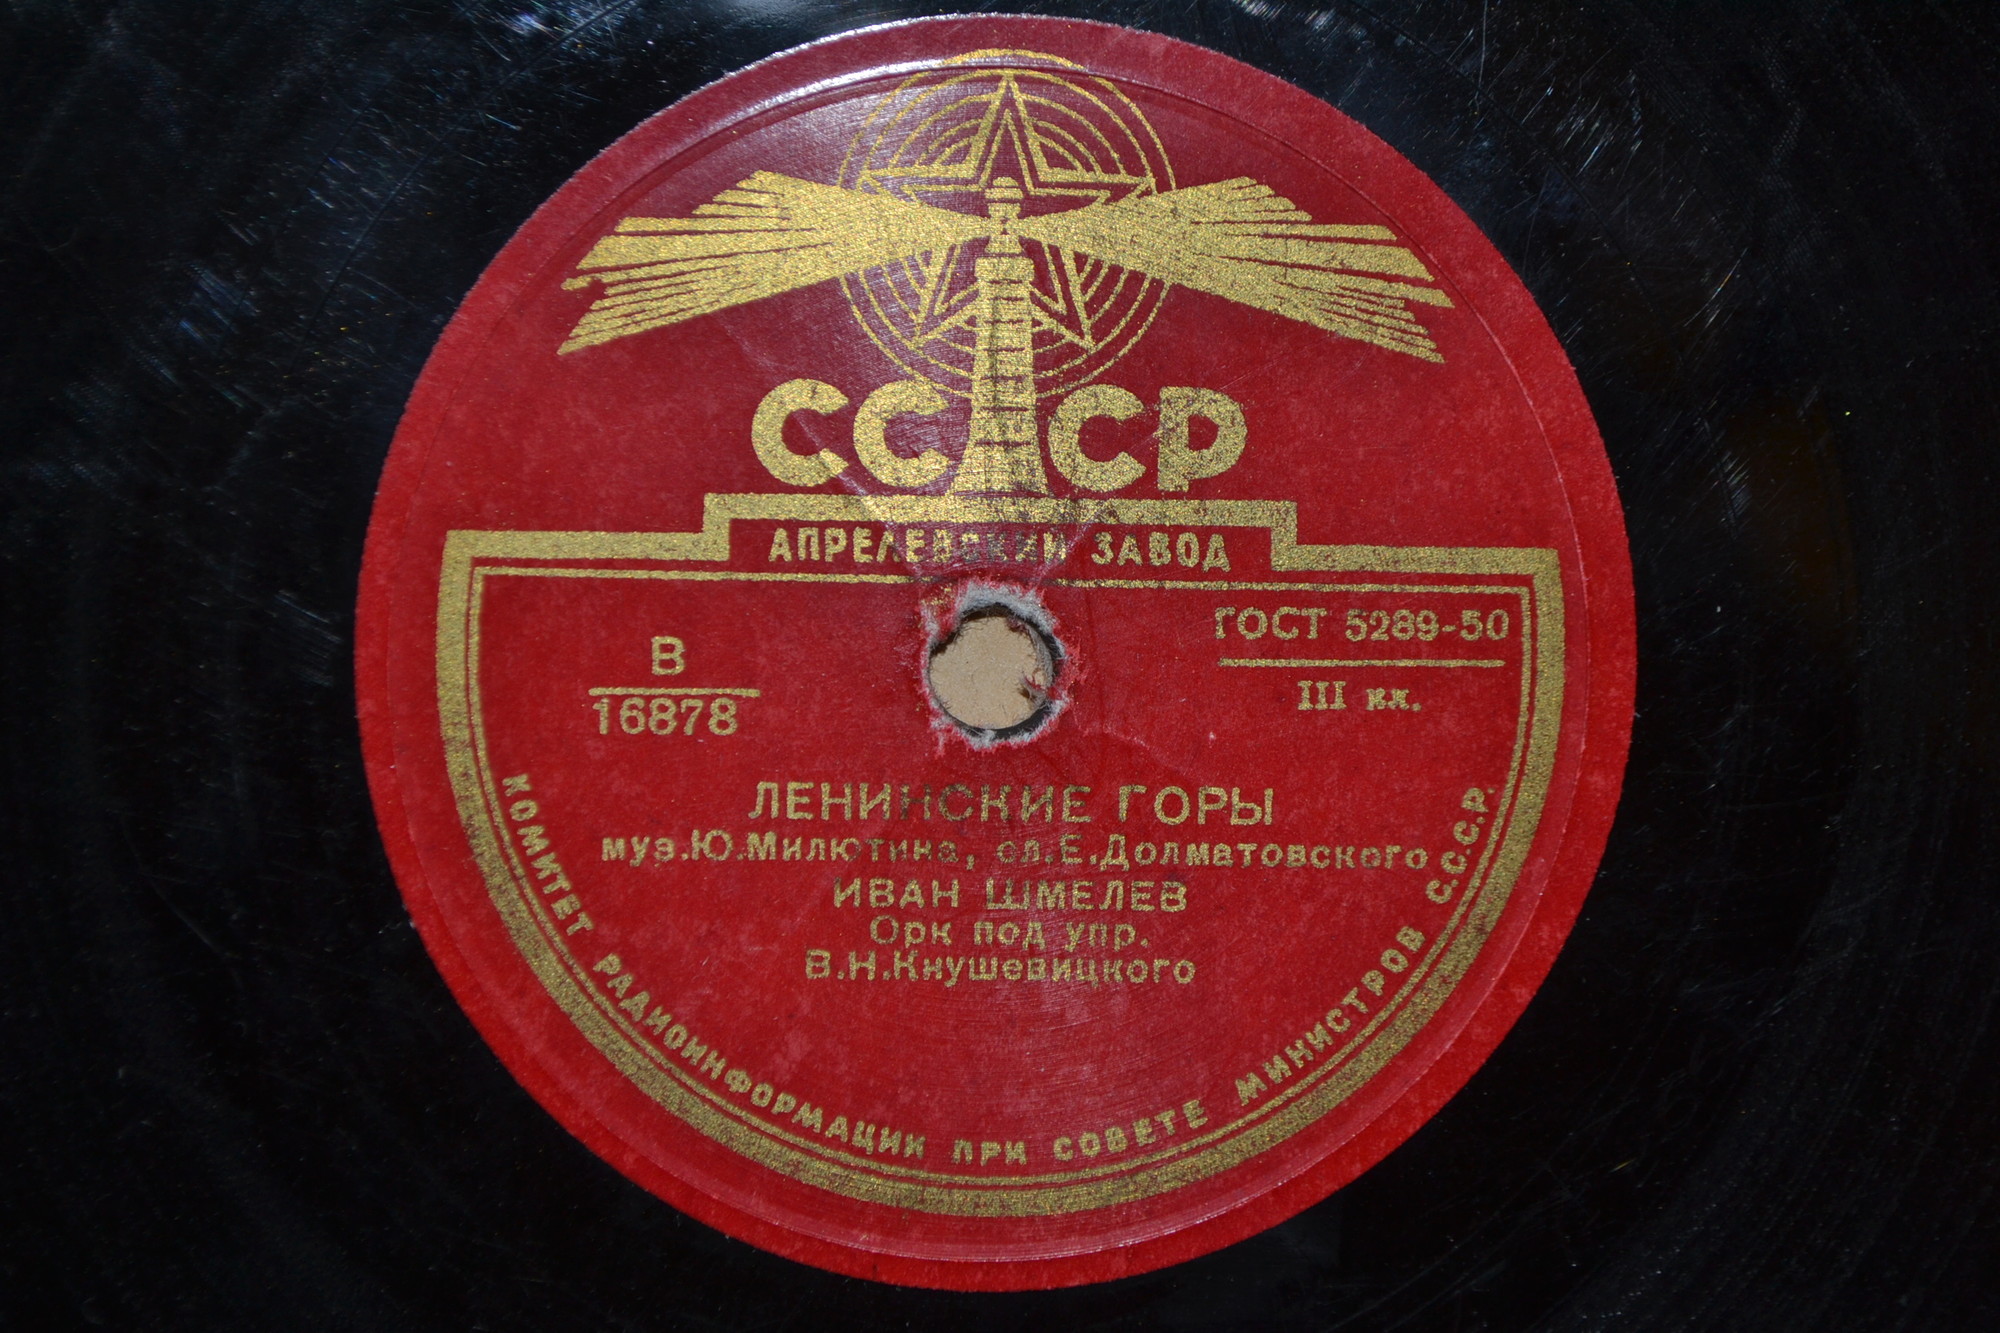 СССР
АПРЕЛЕВСКИЙ ЗАВОД
ГОСТ 5289-50
В
16878
III кл.
ЛЕНИНСКИЕ ГОРЫ
муз.Ю.Милютина, сл.Е.Долматовского
ИВАН ШМЕЛЕВ
Орк под упр.
В.Н.Кнушевицкого
КОМИТЕТ РАДИОИНФОРМАЦИИ ПРИ СОВЕТЕ МИНИСТРОВ С.С.С.Р.